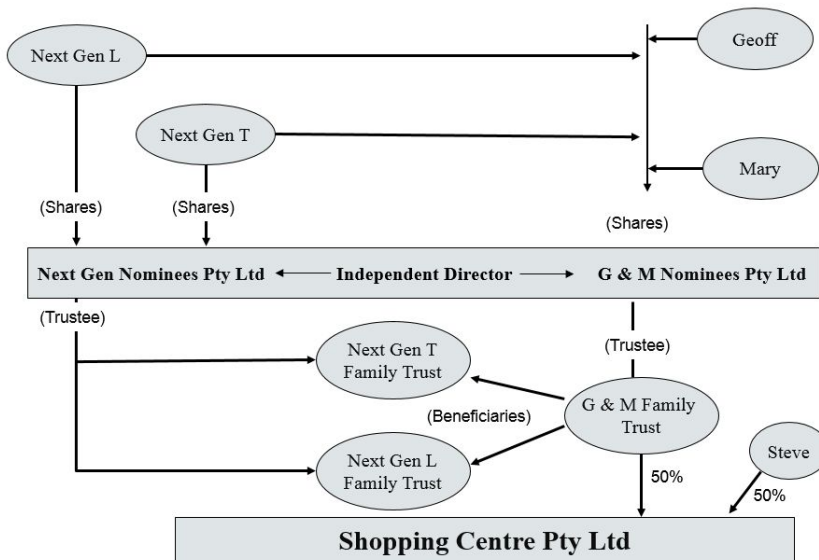 Next Gen L
Geoff
Next Gen T
Mary
(Shares)
(Shares)
(Shares)
Next Gen Nominees Pty Ltd
Independent Director
G & M Nominees Pty Ltd
(Trustee)
(Trustee)
Next Gen T
Family Trust
(Beneficiaries)
G & M Family
Trust
Next Gen L
Family Trust
Steve
50%
50%
Shopping Centre Pty Ltd